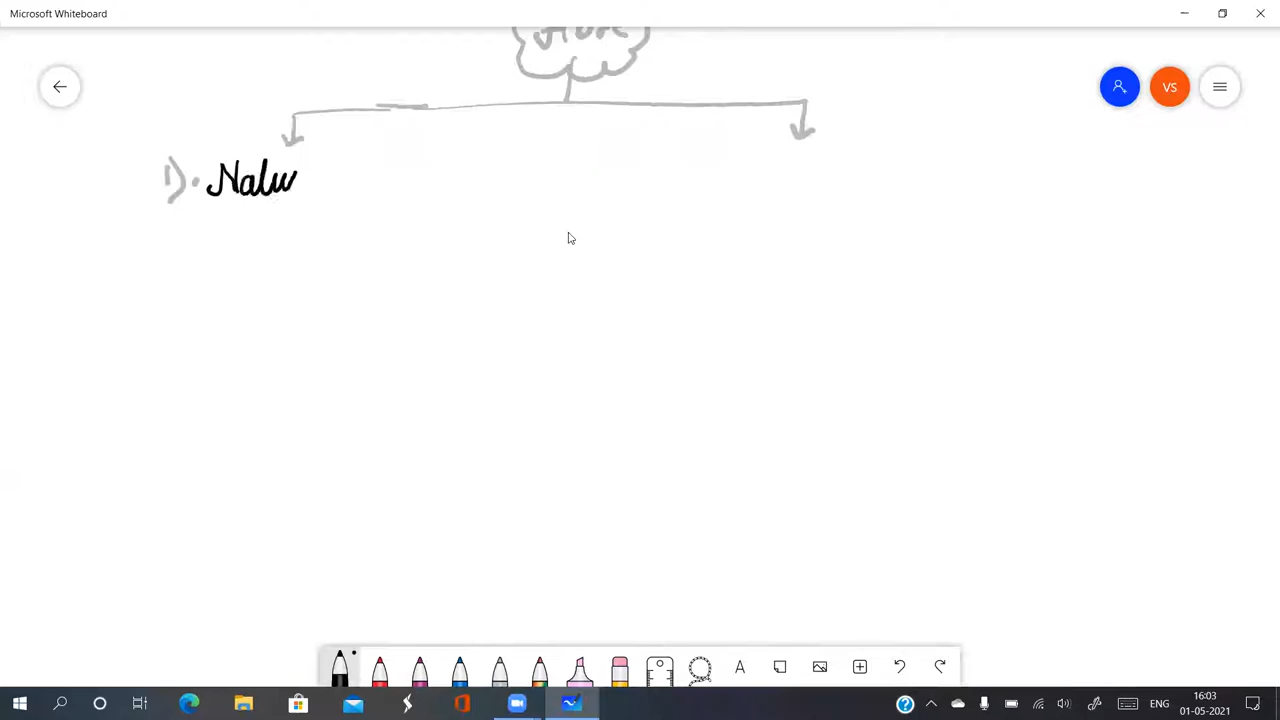 Microsoft Whiteboard
VS
1). Nalw
A
ENG
16:03
01-05-2021